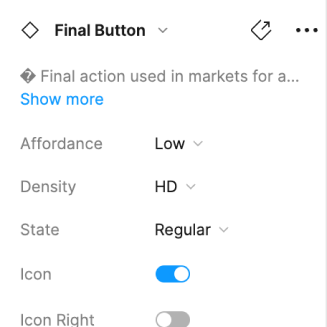 Final Button
� Final action used in markets for a...
Show more
Affordance Low
Density HD
State Regular
Icon
Icon Right